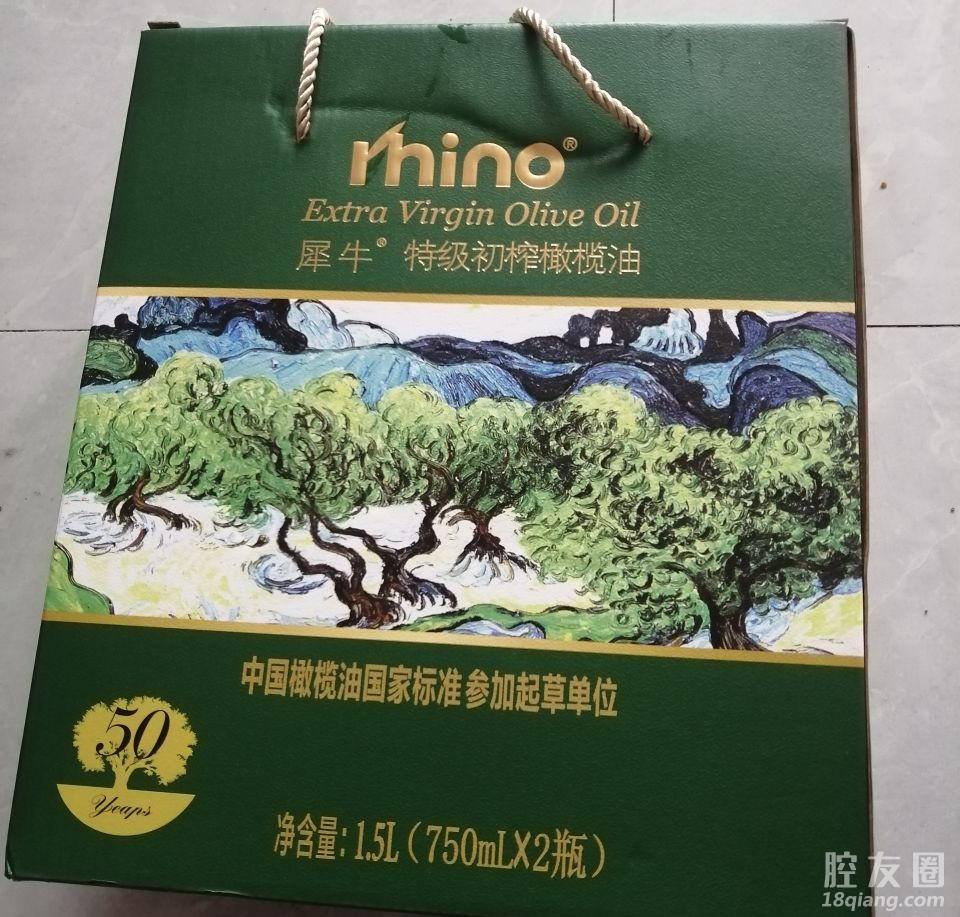 rhino®
Extra Virgin Olive Oil
犀牛® 特级初榨橄榄油
中国橄榄油国家标准 参加起草单位
50
Years
净含量: 1.5L (750mLX2瓶)
腔友圈
18qiang.com